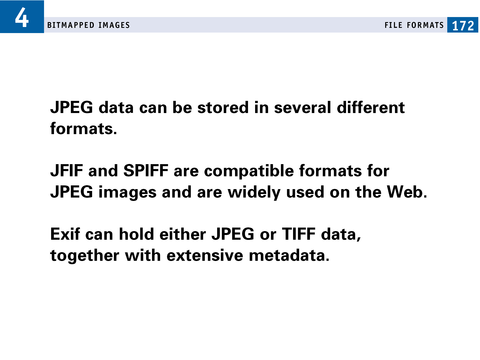 4
BITMAPPED IMAGES
FILE FORMATS 172
JPEG data can be stored in several different
formats.
JFIF and SPIFF are compatible formats for
JPEG images and are widely used on the Web.
Exif can hold either JPEG or TIFF data,
together with extensive metadata.